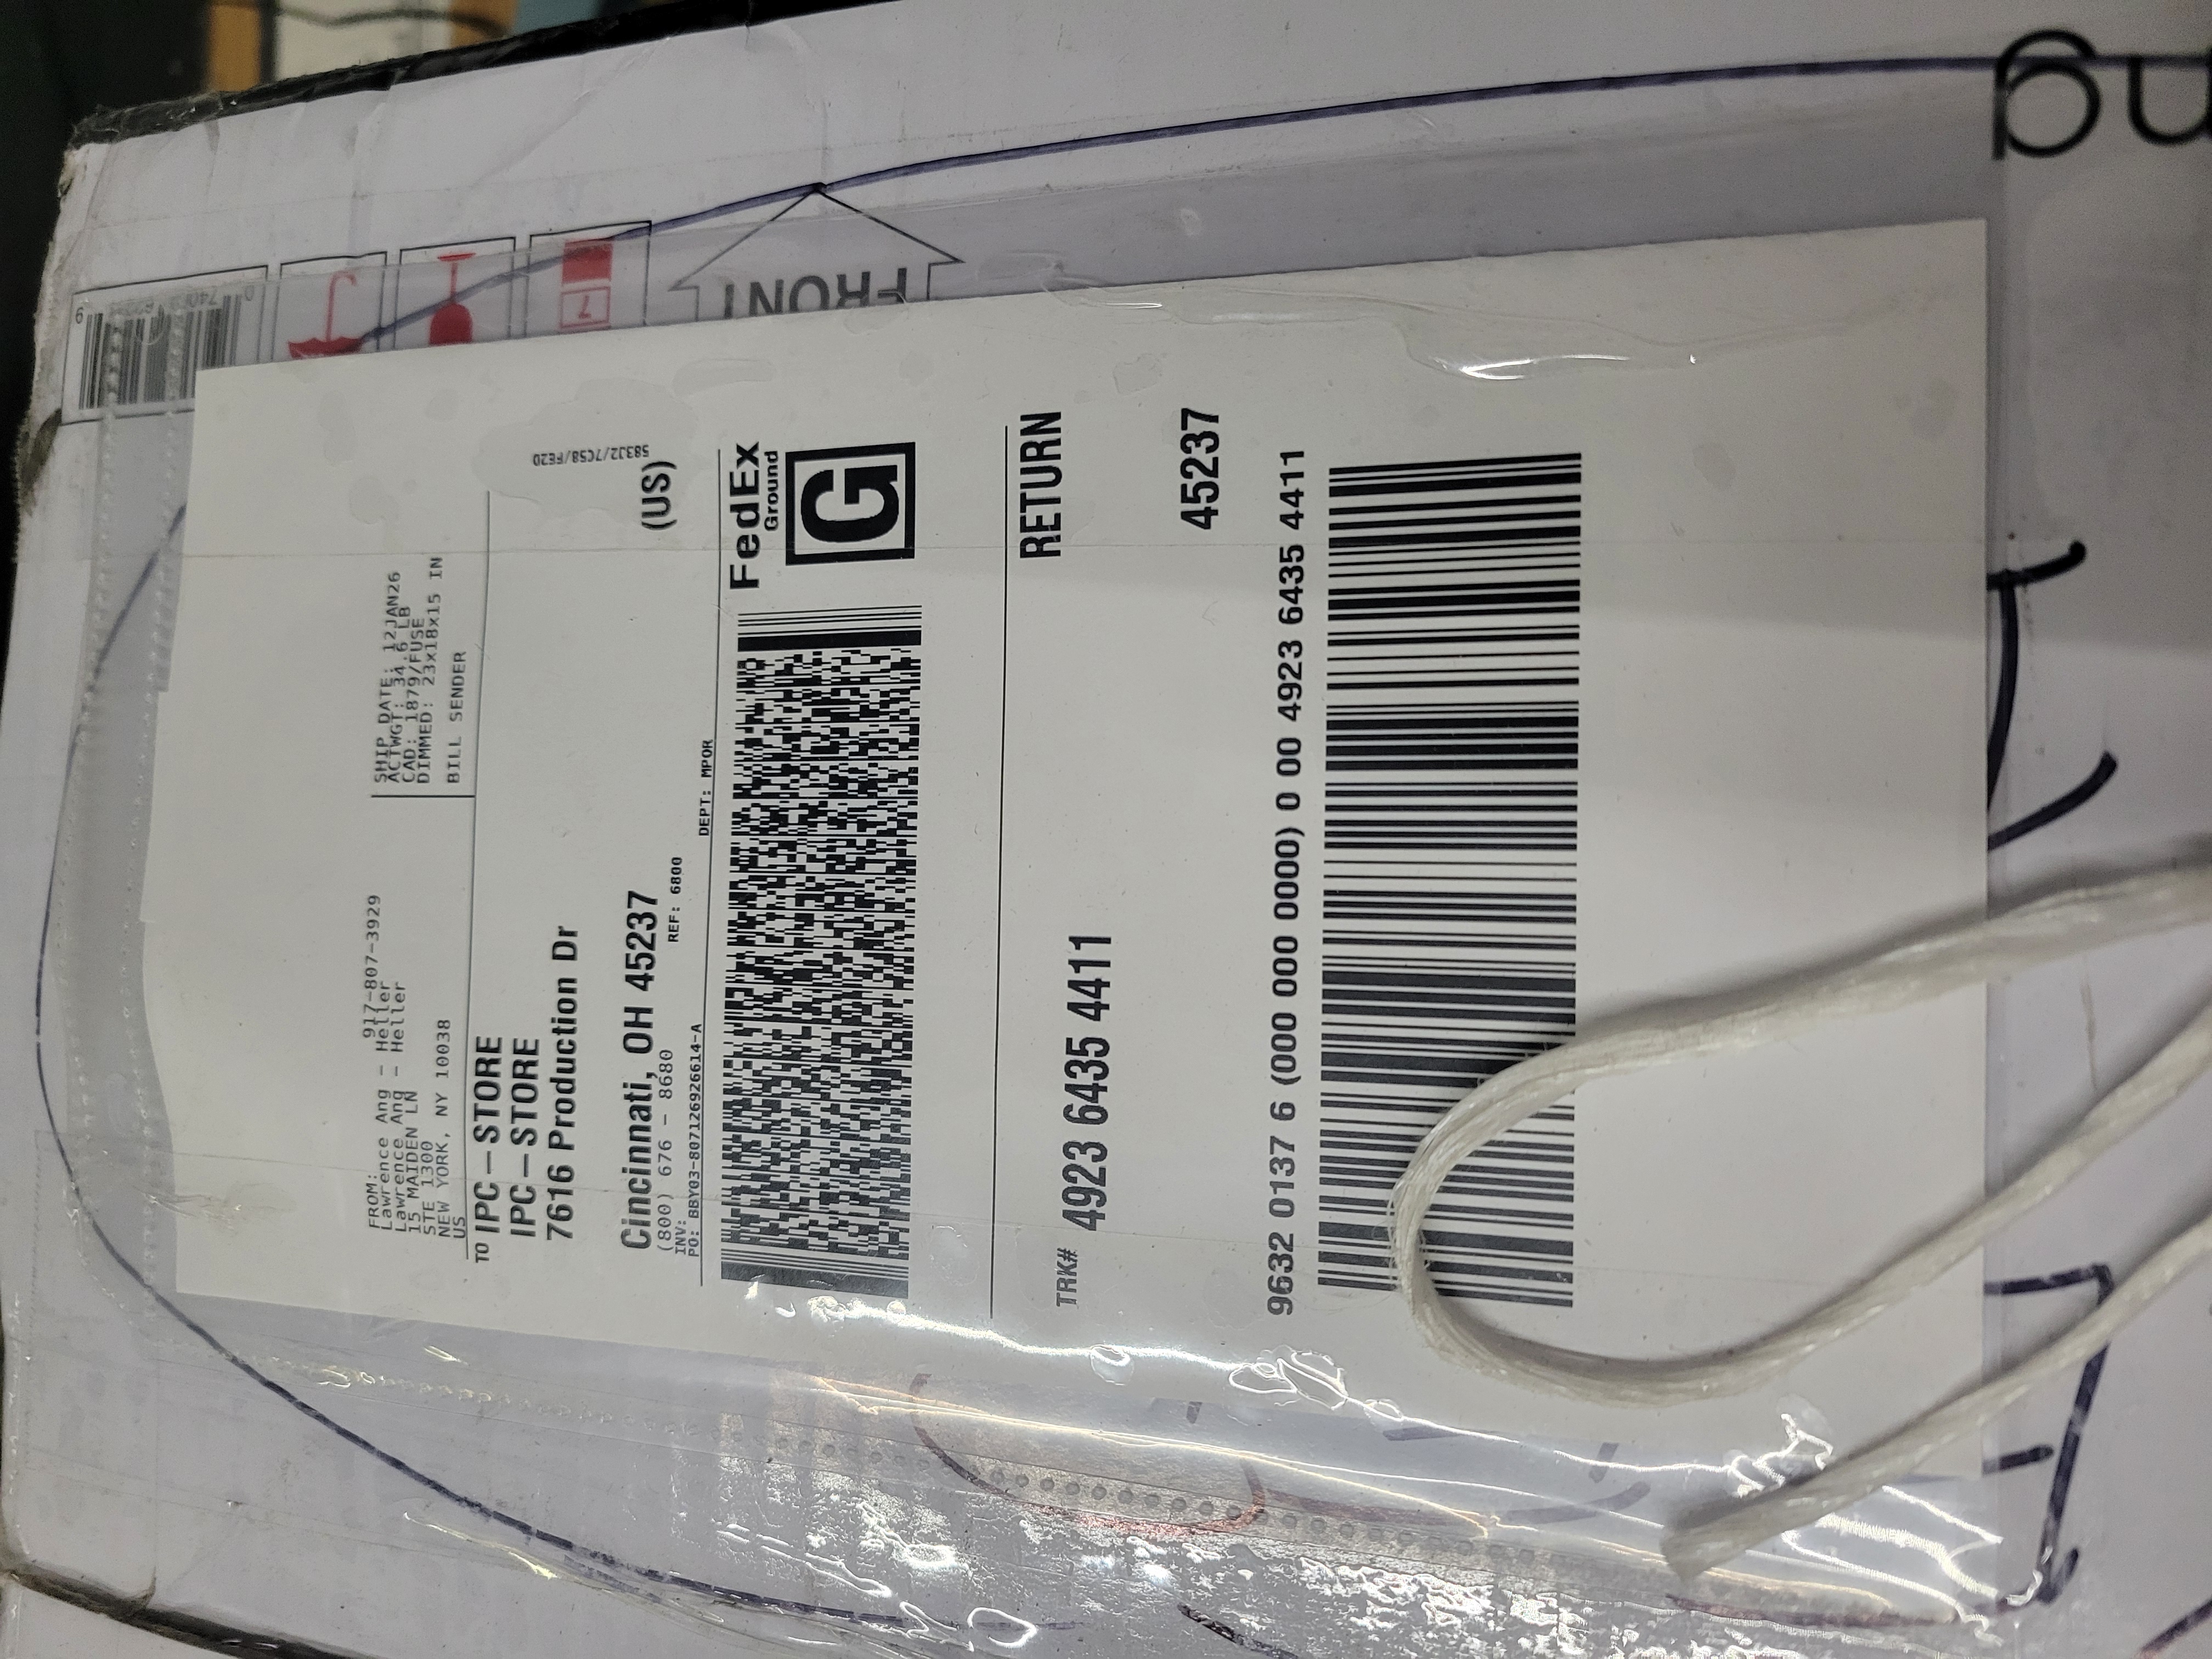 FROM:
Lawrence Ang - Heller 917-807-3929
Lawrence Ang - Heller
15 MAIDEN LN
STE 1300
NEW YORK, NY 10038
US
SHIP DATE: 12JAN26
ACTWGT: 34.6 LB
CAD: 1879/FUSE
DIMMED: 23x18x15 IN
BILL SENDER
TO IPC-STORE
IPC-STORE
7616 Production Dr
583J2/7C58/FE2D
Cincinnati, OH 45237 (US)
(800) 676 - 8680 REF: 6800
INV:
PO: BBY03-807126926614-A DEPT: MPOR
FedEx
Ground
G
RETURN
TRK# 4923 6435 4411
45237
9632 0137 6 (000 000 0000) 0 00 4923 6435 4411
FRONT
7
ng